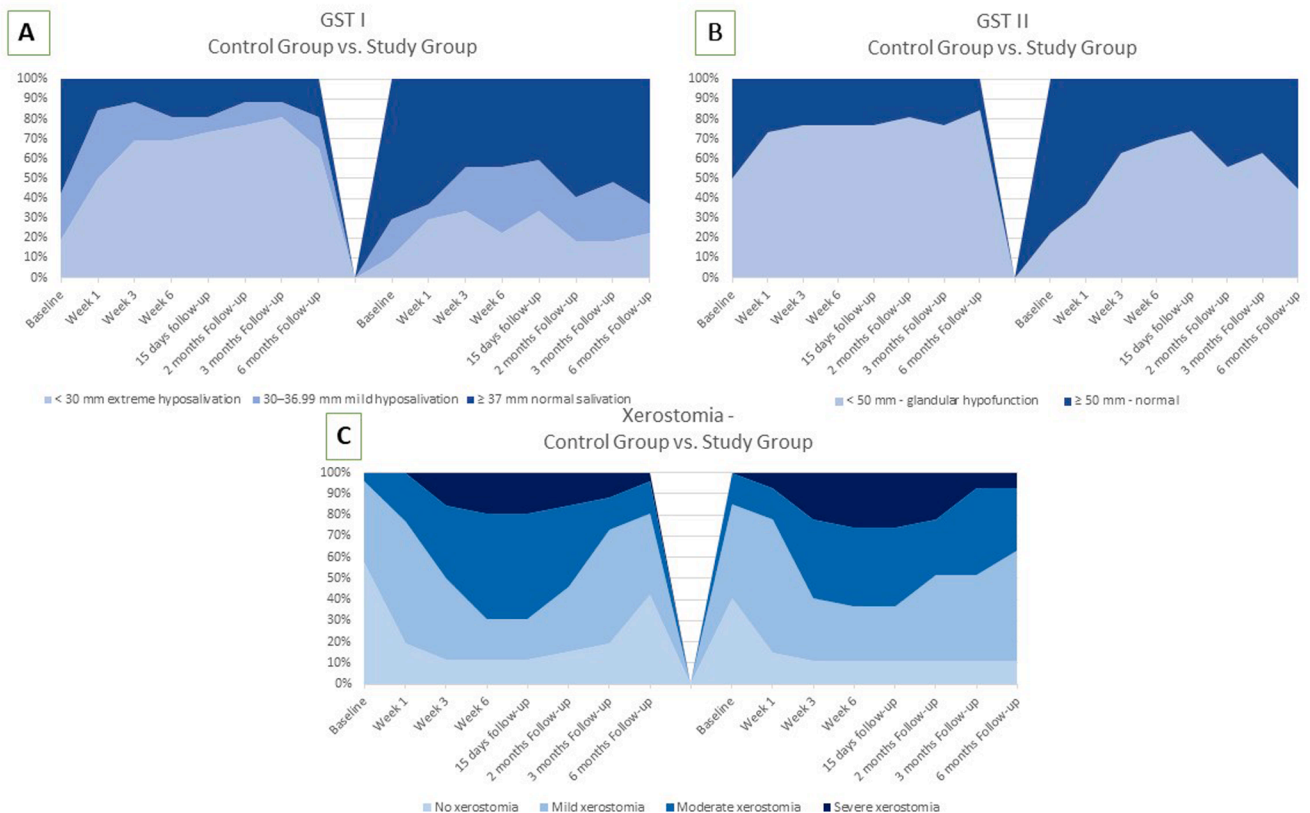 A
GST I
Control Group vs. Study Group
100%
90%
80%
70%
60%
50%
40%
30%
20%
10%
0%
Baseline
Week 1
Week 3
Week 6
15 days follow-up
2 months Follow-up
3 months Follow-up
6 months Follow-up
Baseline
Week 1
Week 3
Week 6
15 days follow-up
2 months Follow-up
3 months Follow-up
6 months Follow-up
< 30 mm extreme hyposalivation 30–36.99 mm mild hyposalivation ≥ 37 mm normal salivation
B
GST II
Control Group vs. Study Group
100%
90%
80%
70%
60%
50%
40%
30%
20%
10%
0%
Baseline
Week 1
Week 3
Week 6
15 days follow-up
2 months Follow-up
3 months Follow-up
6 months Follow-up
Baseline
Week 1
Week 3
Week 6
15 days follow-up
2 months Follow-up
3 months Follow-up
6 months Follow-up
< 50 mm - glandular hypofunction ≥ 50 mm - normal
C
Xerostomia -
Control Group vs. Study Group
100%
90%
80%
70%
60%
50%
40%
30%
20%
10%
0%
Baseline
Week 1
Week 3
Week 6
15 days follow-up
2 months Follow-up
3 months Follow-up
6 months Follow-up
Baseline
Week 1
Week 3
Week 6
15 days follow-up
2 months Follow-up
3 months Follow-up
6 months Follow-up
No xerostomia Mild xerostomia Moderate xerostomia Severe xerostomia